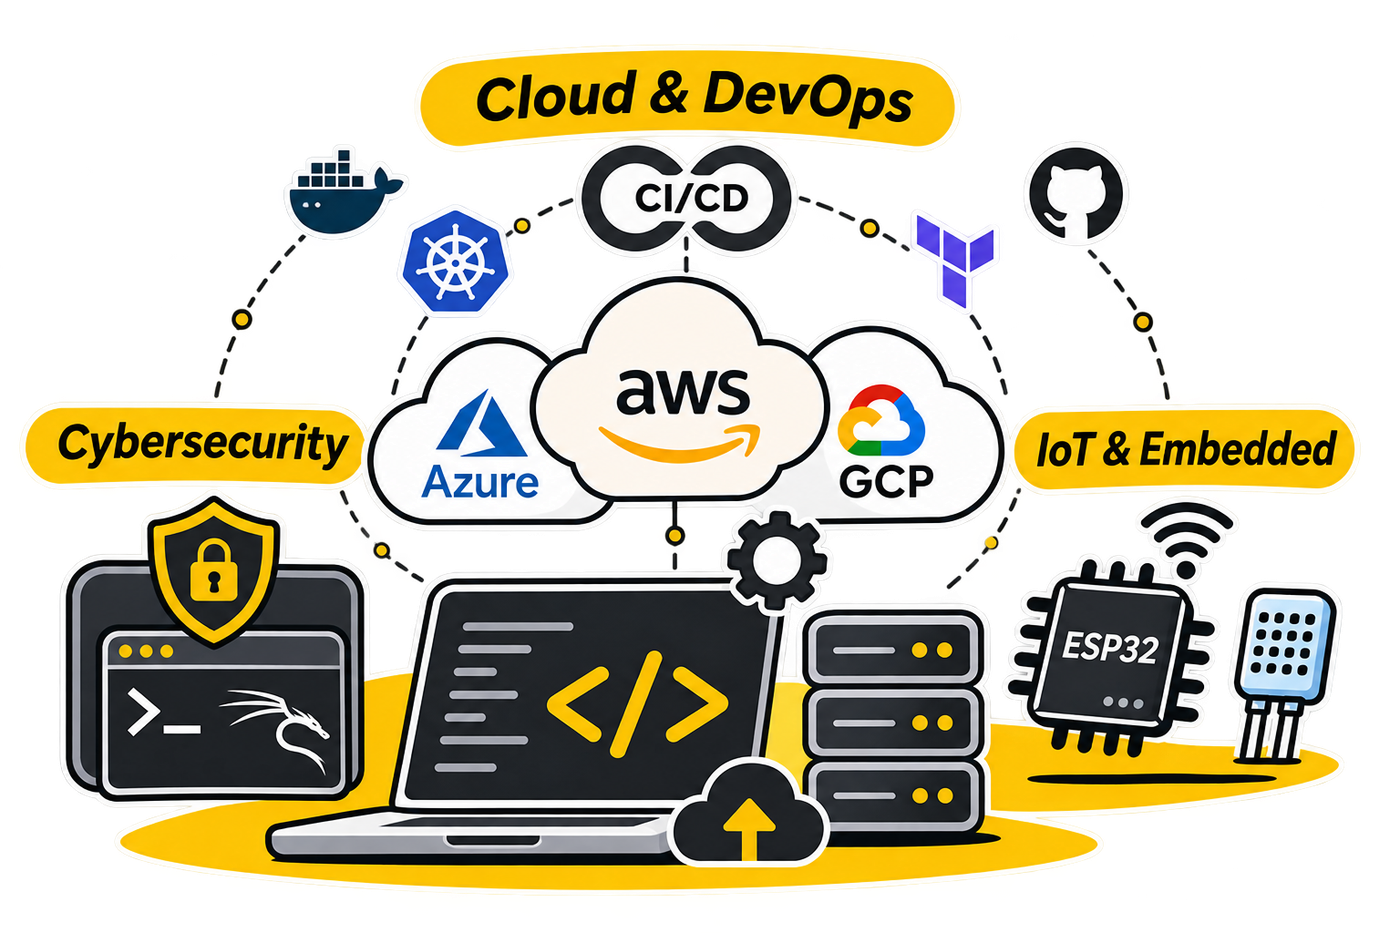 Cloud & DevOps
CI/CD
aws
Azure
GCP
Cybersecurity
IoT & Embedded
>_
</>
ESP32